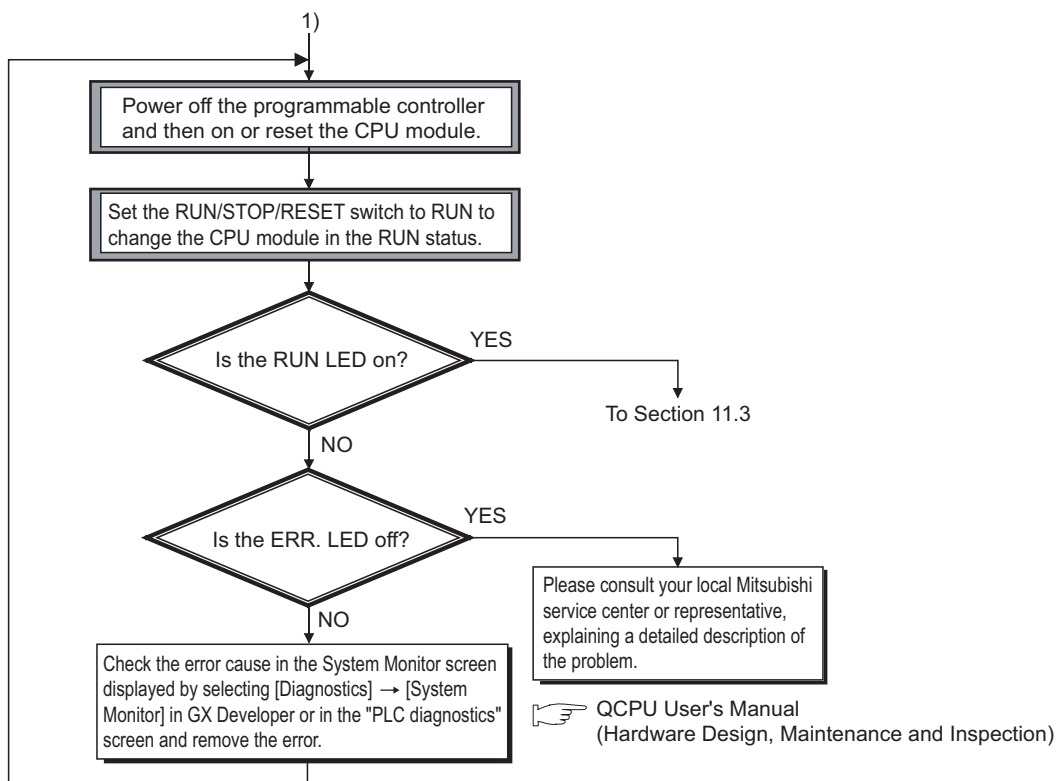 1)
Power off the programmable controller
and then on or reset the CPU module.
Set the RUN/STOP/RESET switch to RUN to
change the CPU module in the RUN status.
Is the RUN LED on?
YES
To Section 11.3
NO
Is the ERR. LED off?
YES
Please consult your local Mitsubishi
service center or representative,
explaining a detailed description of
the problem.
NO
Check the error cause in the System Monitor screen
displayed by selecting [Diagnostics] → [System
Monitor] in GX Developer or in the "PLC diagnostics"
screen and remove the error.
QCPU User's Manual
(Hardware Design, Maintenance and Inspection)